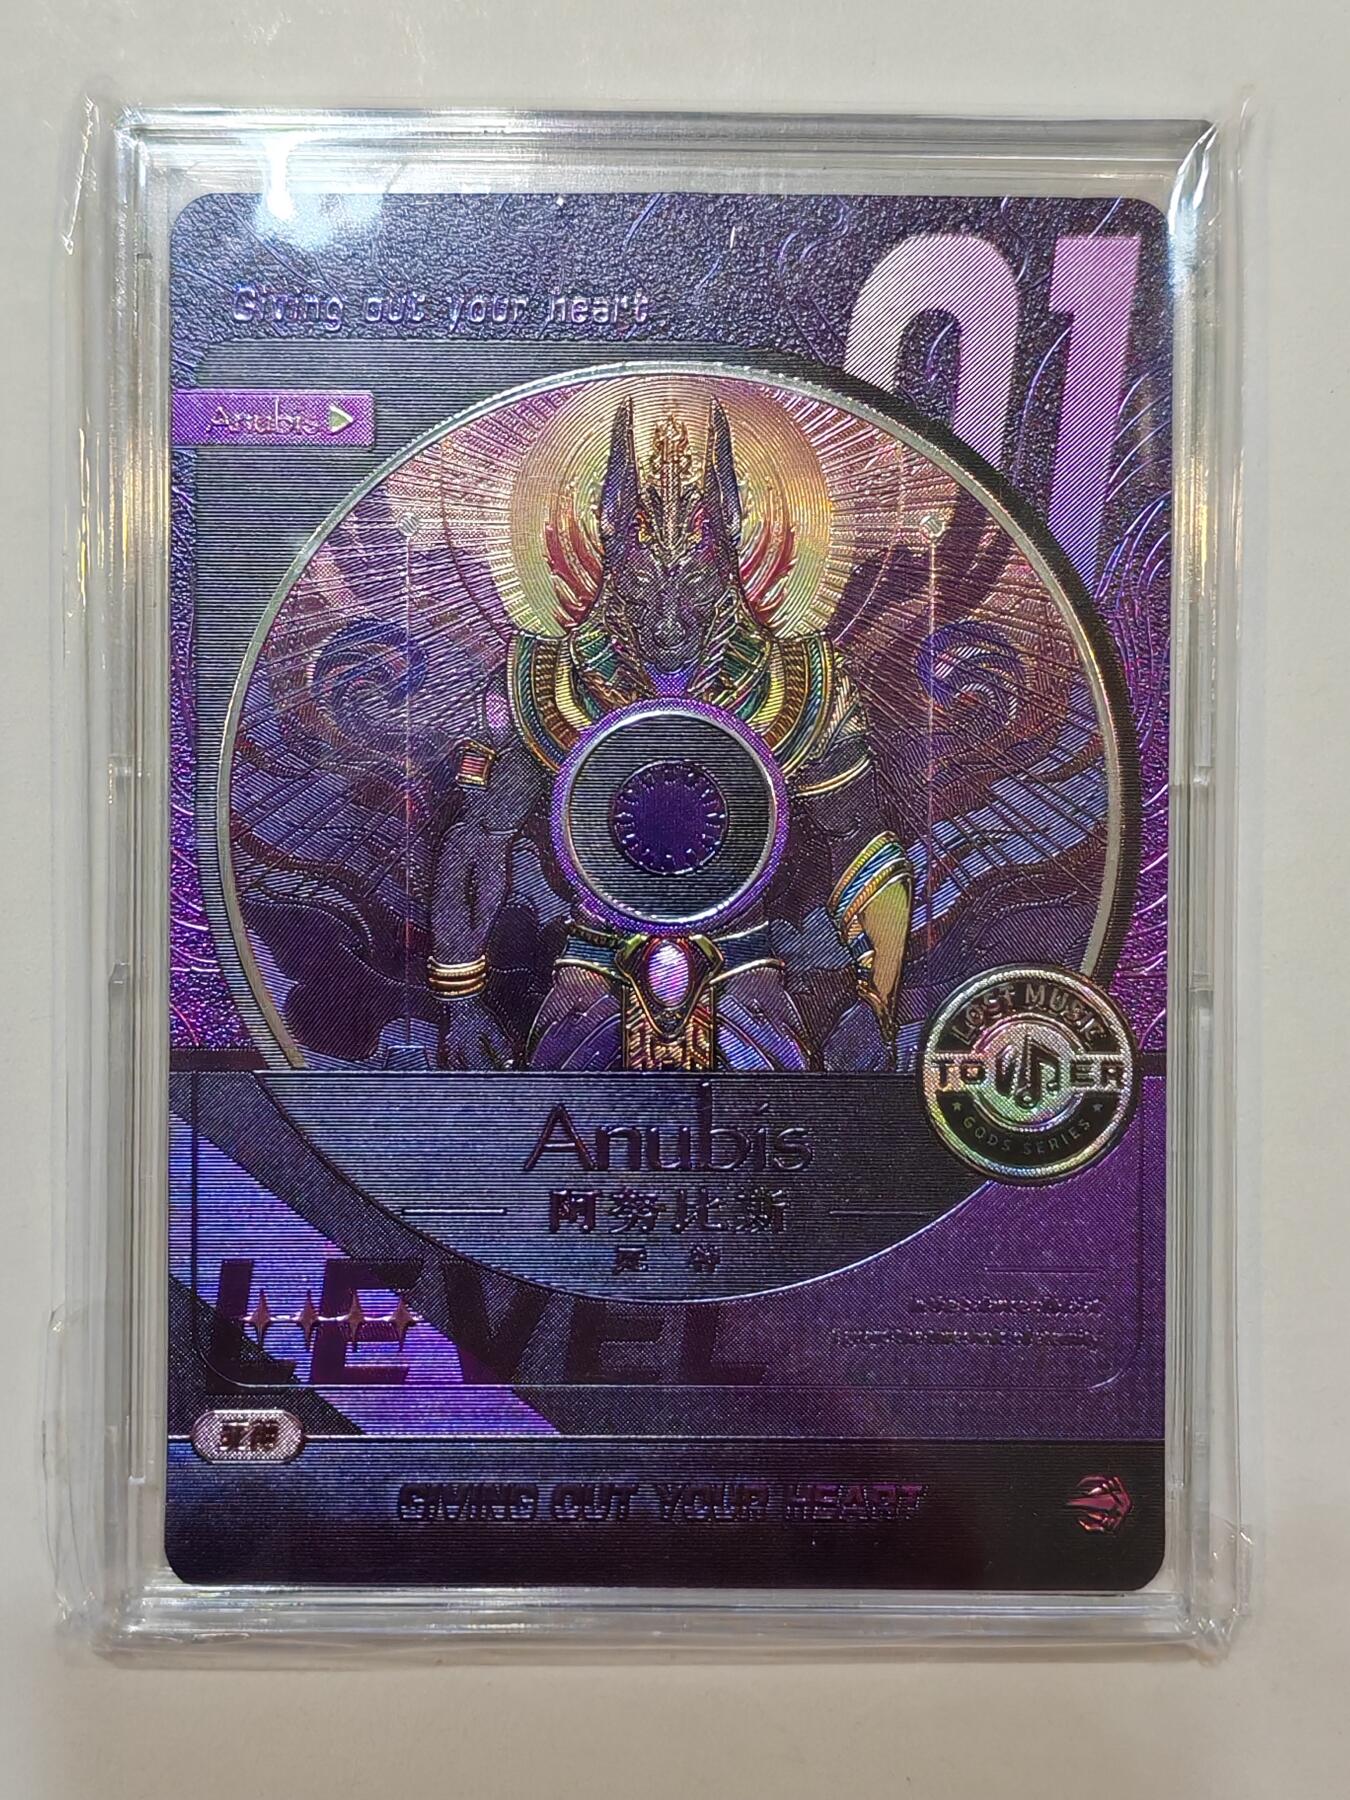 01
Giving out your heart
Anubis
LOST MUSIC
TOWER
GODS SERIES
Anubis
阿努比斯
LEVEL
GIVING OUT YOUR HEART